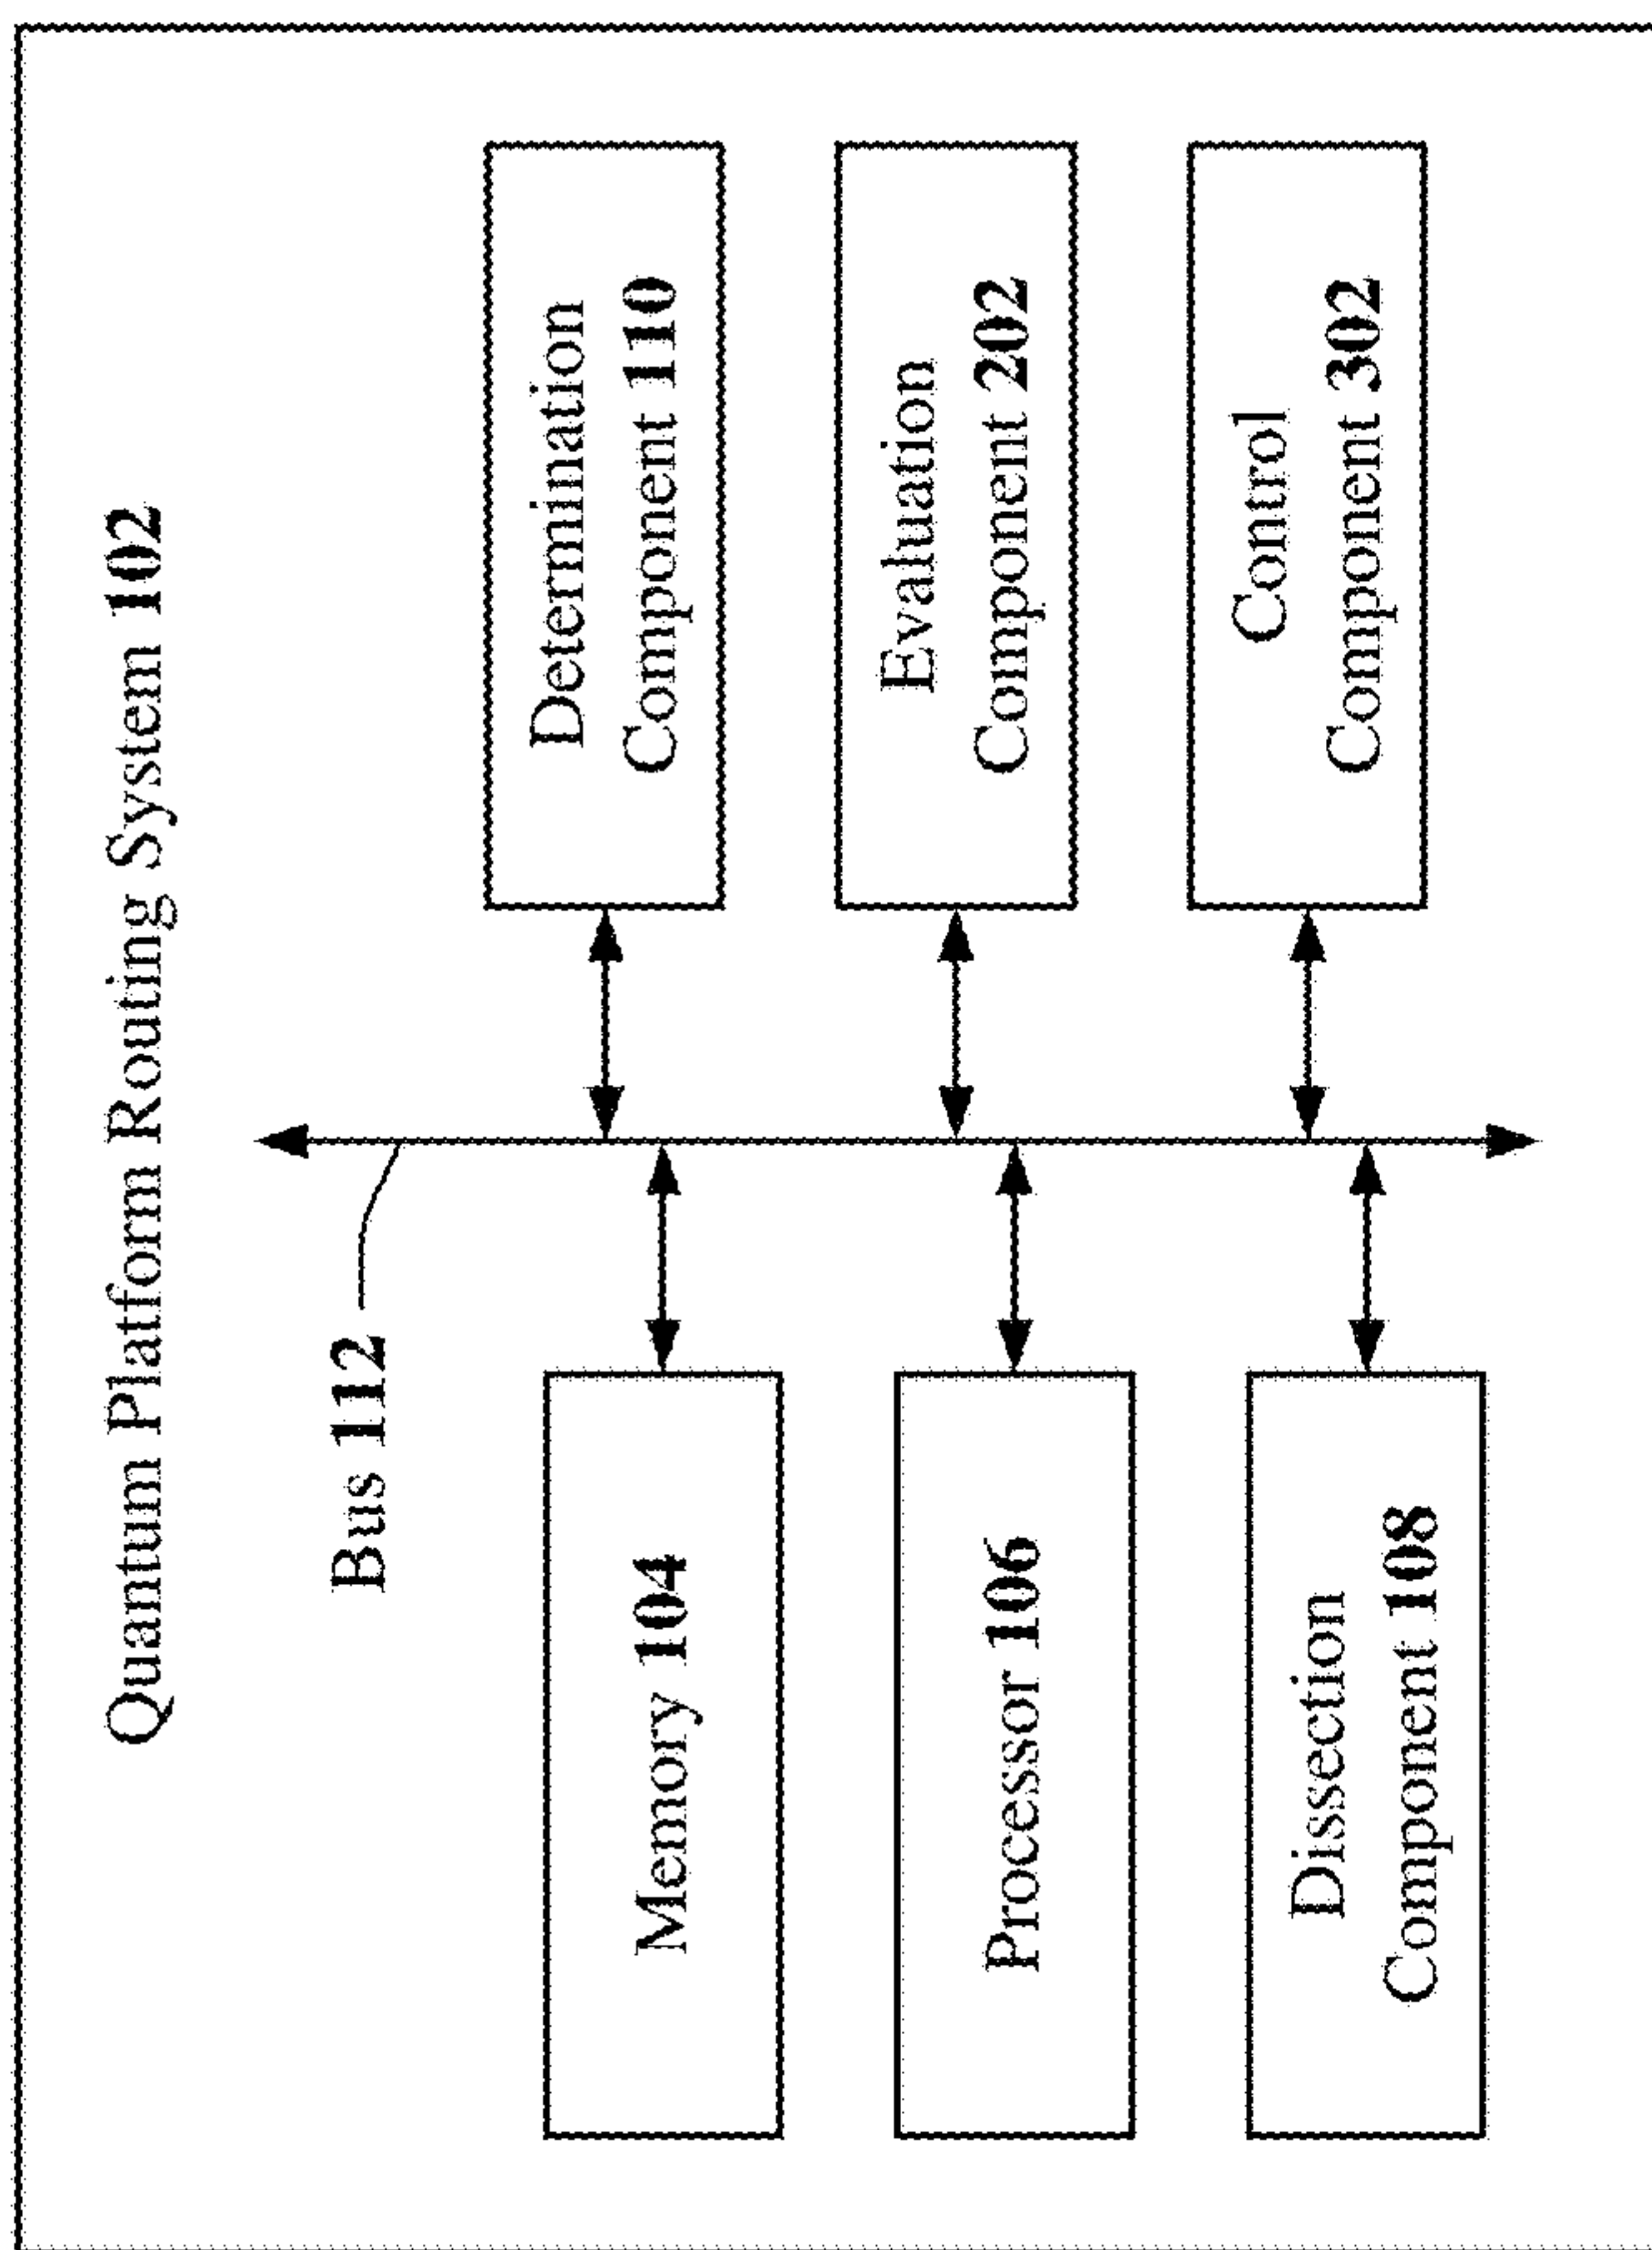 Quantum Platform Routing System 102
Bus 112
Memory 104
Determination
Component 110
Processor 106
Evaluation
Component 202
Dissection
Component 108
Control
Component 302